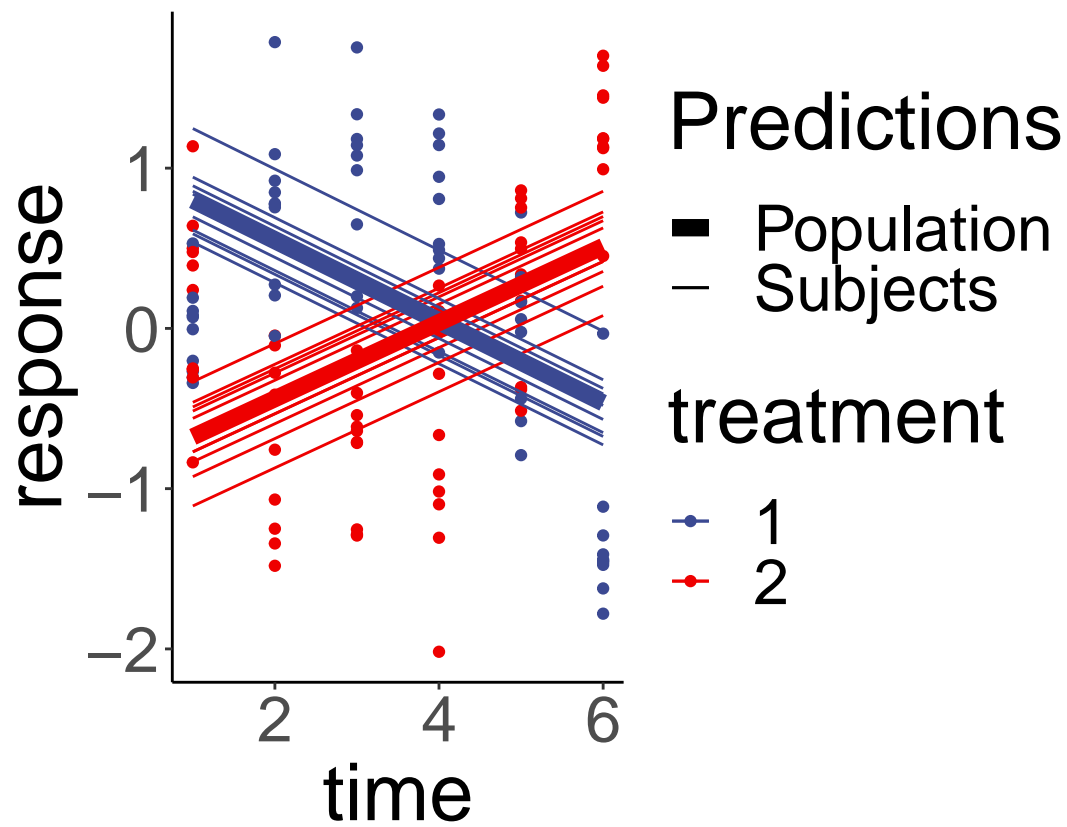 response
1
0
−1
−2
2 4 6
time
Predictions
Population
Subjects
treatment
1
2